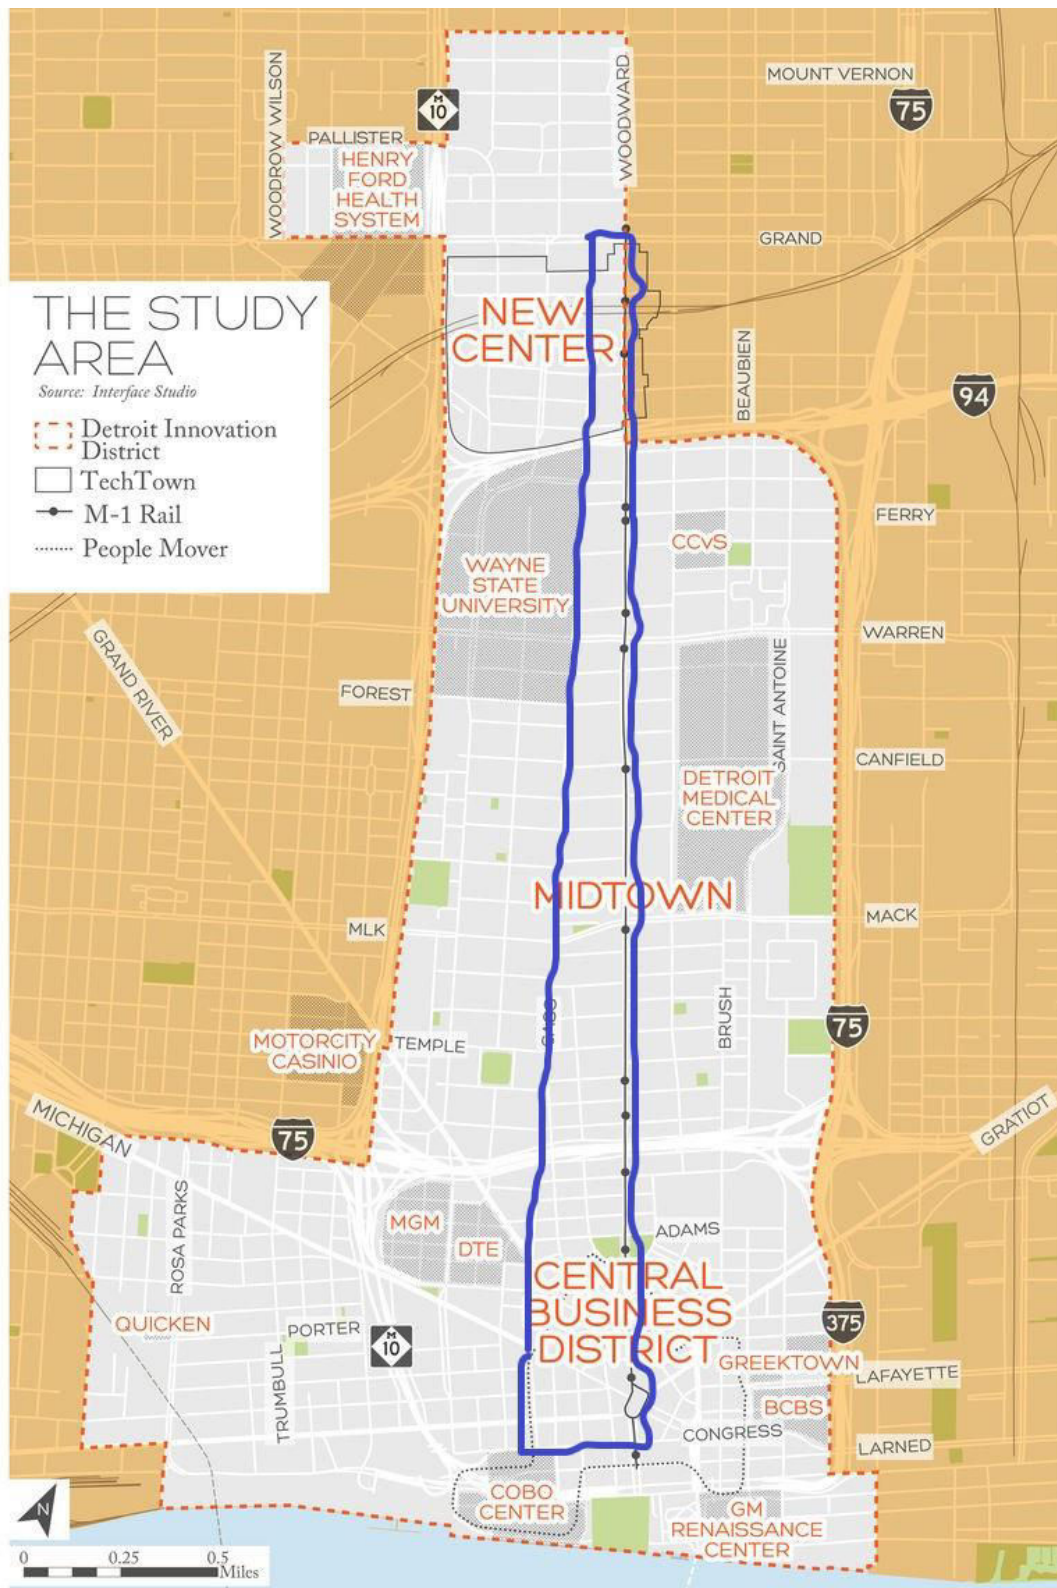 WOODROW WILSON
M
10
WOODWARD
MOUNT VERNON
75
PALLISTER
HENRY
FORD
HEALTH
SYSTEM
GRAND
THE STUDY
AREA
Source: Interface Studio
Detroit Innovation
District
TechTown
M-1 Rail
People Mover
NEW
CENTER
BEAUBIEN
94
FERRY
CCvS
WAYNE
STATE
UNIVERSITY
WARREN
GRAND RIVER
FOREST
SAINT ANTOINE
CANFIELD
DETROIT
MEDICAL
CENTER
MIDTOWN
MLK
MACK
CASS
BRUSH
75
MOTORCITY
CASINIO
TEMPLE
MICHIGAN
75
GRATIOT
ROSA PARKS
MGM
DTE
ADAMS
CENTRAL
BUSINESS
DISTRICT
QUICKEN
PORTER
M
10
375
TRUMBULL
GREEKTOWN
LAFAYETTE
BCBS
CONGRESS
LARNED
COBO
CENTER
GM
RENAISSANCE
CENTER
N
0 0.25 0.5
Miles